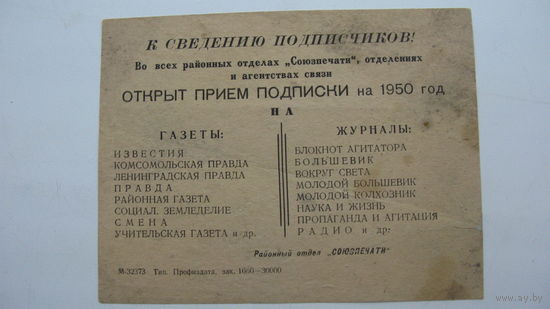 К СВЕДЕНИЮ ПОДПИСЧИКОВ!
Во всех районных отделах „Союзпечати“, отделениях
и агентствах связи
ОТКРЫТ ПРИЕМ ПОДПИСКИ на 1950 год
НА
ГАЗЕТЫ:
ИЗВЕСТИЯ
КОМСОМОЛЬСКАЯ ПРАВДА
ЛЕНИНГРАДСКАЯ ПРАВДА
ПРАВДА
РАЙОННАЯ ГАЗЕТА
СОЦИАЛ. ЗЕМЛЕДЕЛИЕ
СМЕНА
УЧИТЕЛЬСКАЯ ГАЗЕТА и др.
ЖУРНАЛЫ:
БЛОКНОТ АГИТАТОРА
БОЛЬШЕВИК
ВОКРУГ СВЕТА
МОЛОДОЙ БОЛЬШЕВИК
МОЛОДОЙ КОЛХОЗНИК
НАУКА И ЖИЗНЬ
ПРОПАГАНДА И АГИТАЦИЯ
РАДИО и др:
Районный отдел „СОЮЗПЕЧАТИ“
М-32373 Тип. Профиздата, зак. 1660—30000
www.ay.by